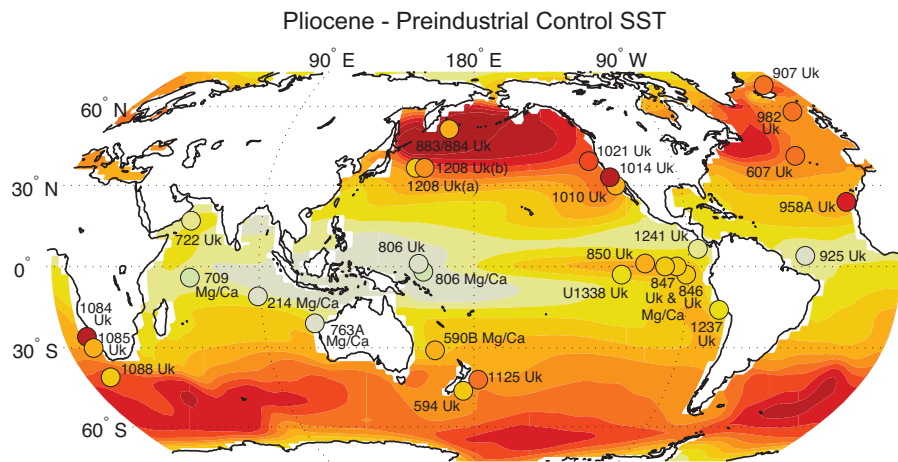 Pliocene - Preindustrial Control SST
90° E
180° E
90° W
907 Uk
60° N
982
Uk
883/884 Uk
1021 Uk
1208 Uk(b)
1014 Uk
607 Uk
30° N
1208 Uk(a)
1010 Uk
958A Uk
722 Uk
806 Uk
1241 Uk
850 Uk
925 Uk
0°
709
Mg/Ca
806 Mg/Ca
U1338 Uk
847
Uk &
Mg/Ca
846
Uk
214 Mg/Ca
1084
Uk
763A
Mg/Ca
1237
Uk
1085
Uk
590B Mg/Ca
30° S
1088 Uk
1125 Uk
594 Uk
60° S